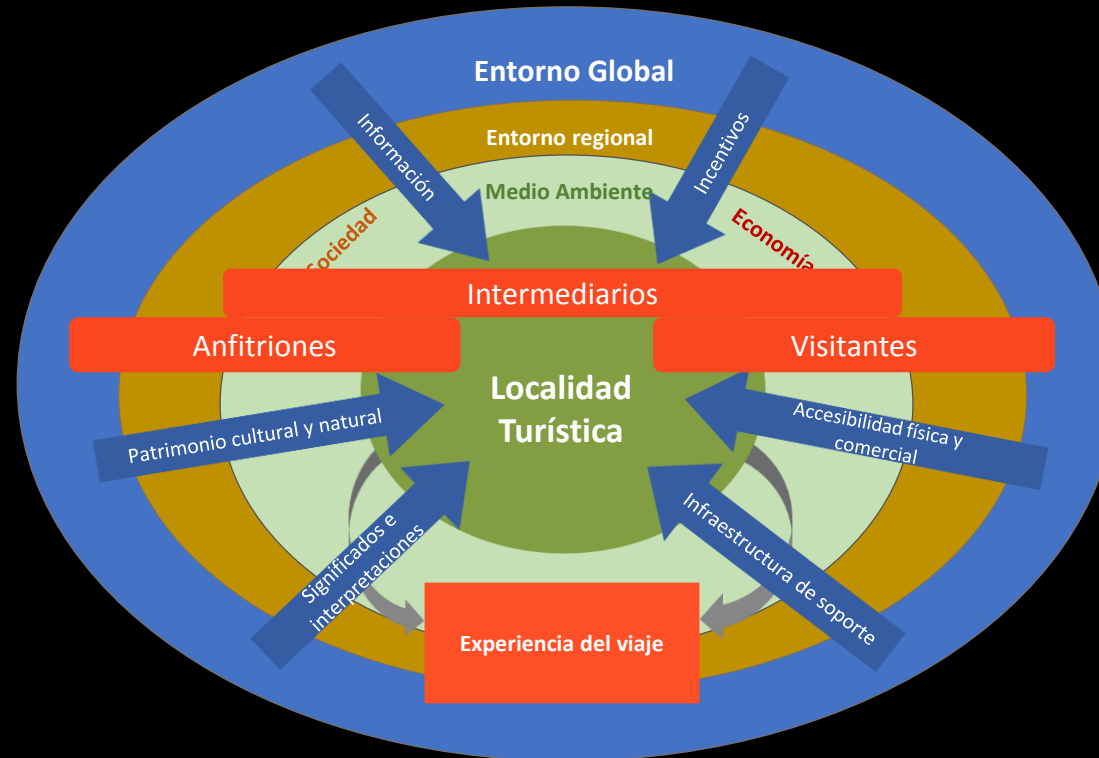 Entorno Global
Información
Incentivos
Entorno regional
Medio Ambiente
Sociedad
Economía
Intermediarios
Anfitriones
Visitantes
Localidad
Turística
Patrimonio cultural y natural
Accesibilidad física y
comercial
Significados e
interpretaciones
Infraestructura de soporte
Experiencia del viaje